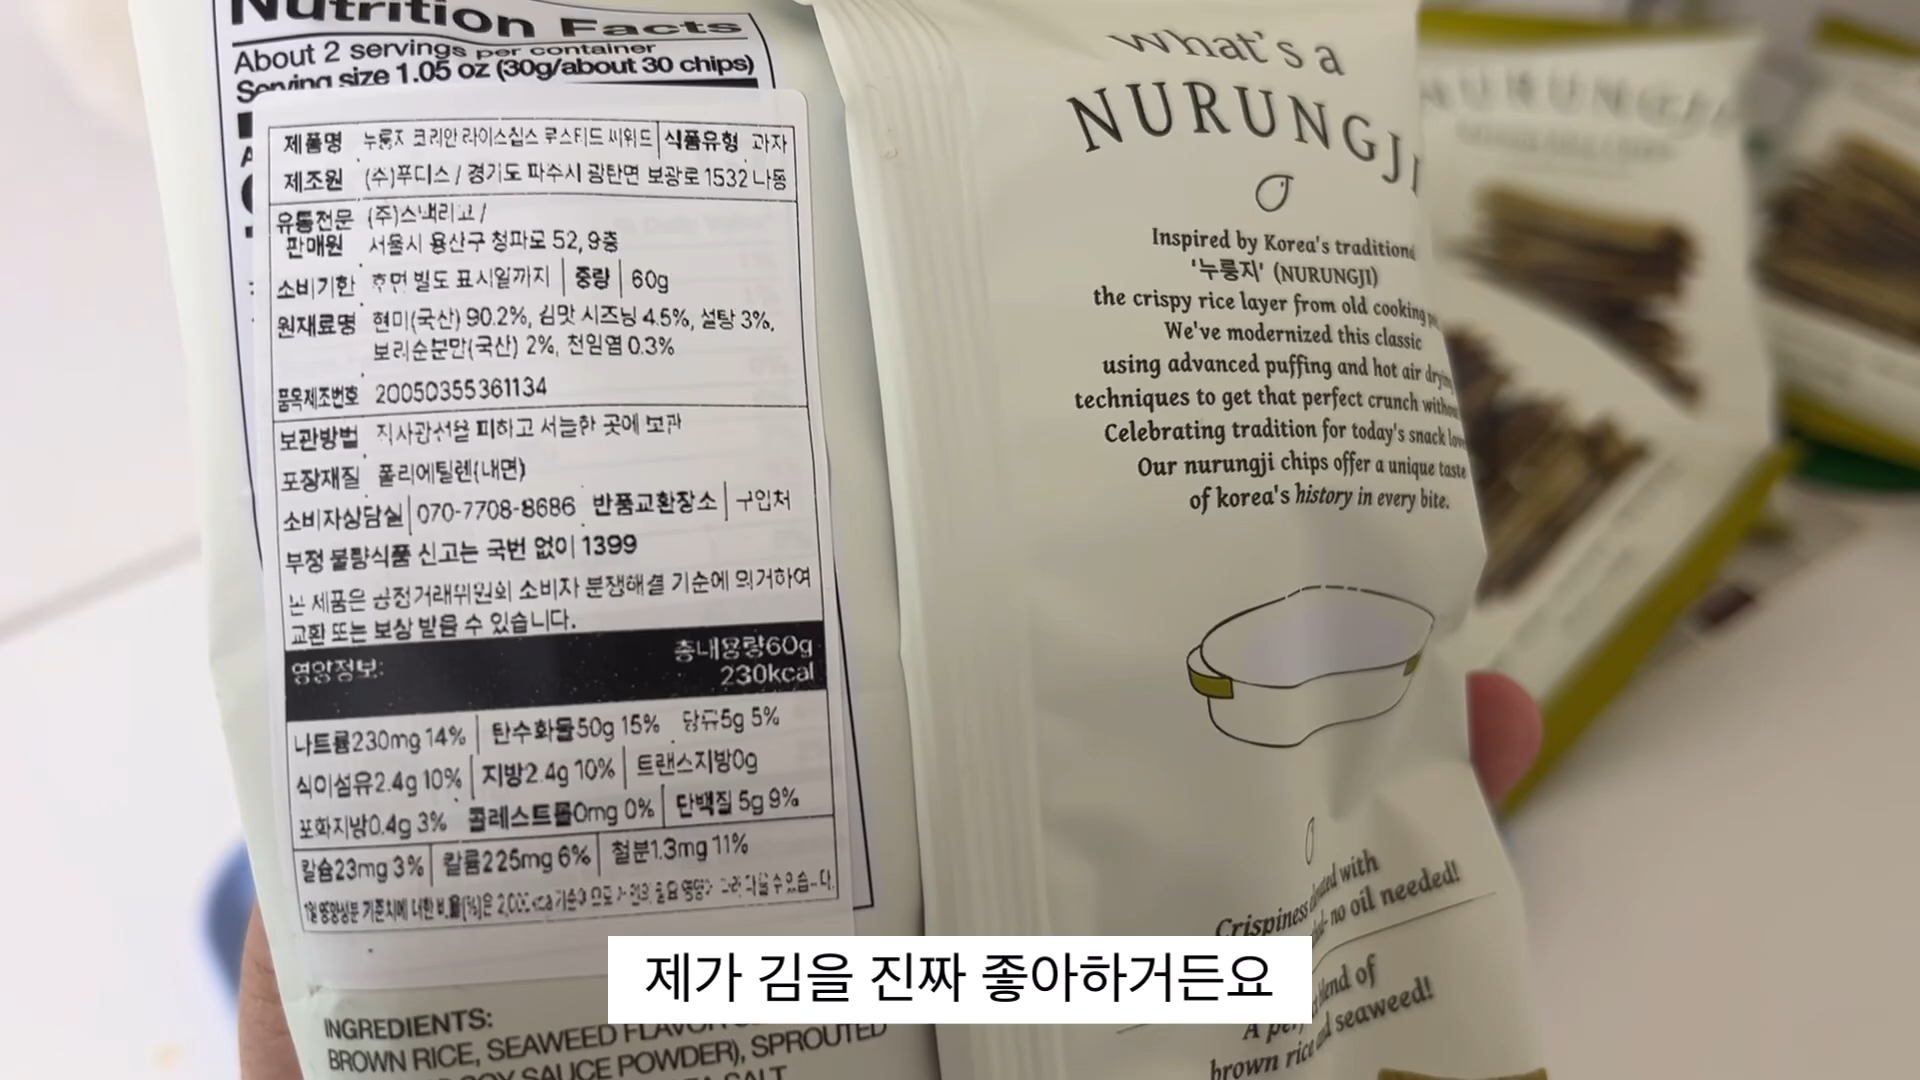 Nutrition Facts
About 2 servings per container
Serving size 1.05 oz (30g/about 30 chips)
제품명 누룽지 코리안 라이스칩스 로스티드 씨위드 식품유형 과자
제조원 (주)푸디스 / 경기도 파주시 광탄면 보광로 1532 나동
유통전문 (주)스낵리고 /
판매원 서울시 용산구 청파로 52, 9층
소비기한 후면 별도 표시일까지 중량 60g
원재료명 현미(국산) 90.2%, 김맛 시즈닝 4.5%, 설탕 3%,
보리순분말(국산) 2%, 천일염 0.3%
품목제조번호 20050355361134
보관방법 직사광선을 피하고 서늘한 곳에 보관
포장재질 폴리에틸렌(내면)
소비자상담실 070-7708-8686 반품교환장소 구입처
부정 불량식품 신고는 국번 없이 1399
본 제품은 공정거래위원회 소비자 분쟁해결 기준에 의거하여
교환 또는 보상 받을 수 있습니다.
영양정보: 총내용량60g
230kcal
나트륨230mg 14% 탄수화물50g 15% 당류5g 5%
식이섬유2.4g 10% 지방2.4g 10% 트랜스지방0g
포화지방0.4g 3% 콜레스트롤0mg 0% 단백질 5g 9%
칼슘23mg 3% 칼륨225mg 6% 철분1.3mg 11%
1일 영양성분 기준치에 대한 비율(%)은
INGREDIENTS:
BROWN RICE, SEAWEED FLAVOR
SAUCE POWDER), SPROUTED
SALT
What's a
NURUNGJI
Inspired by Korea's traditional
'누룽지' (NURUNGJI)
the crispy rice layer from old cooking
We've modernized this classic
using advanced puffing and hot air drying
techniques to get that perfect crunch
Celebrating tradition for today's snack
Our nurungji chips offer a unique taste
of korea's history in every bite.
Crispiness with
no oil needed!
A blend of
brown rice seaweed!
NURUNGJI
제가 김을 진짜 좋아하거든요